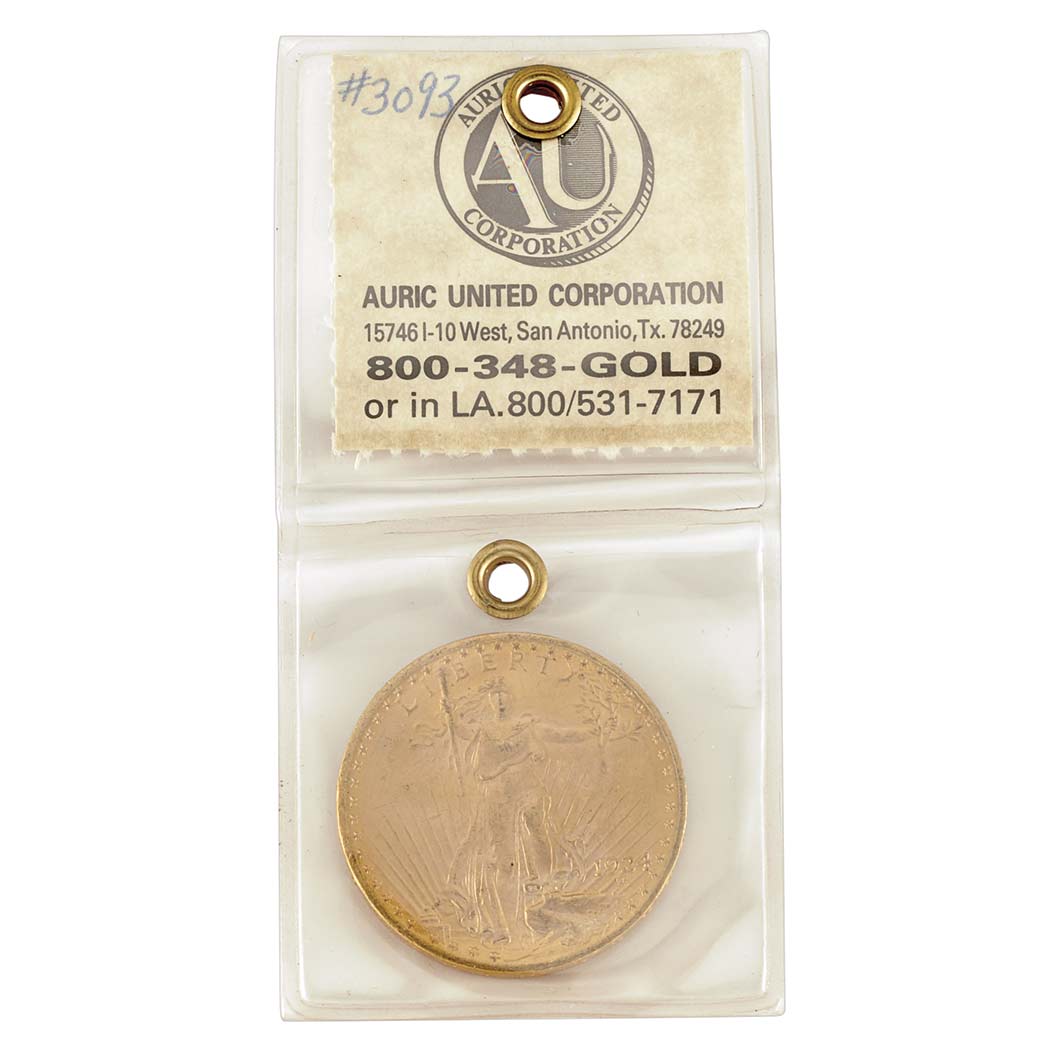 #3093
AURIC UNITED
AU
CORPORATION
AURIC UNITED CORPORATION
15746 I-10 West, San Antonio, Tx. 78249
800-348-GOLD
or in LA. 800/531-7171
LIBERTY
1924